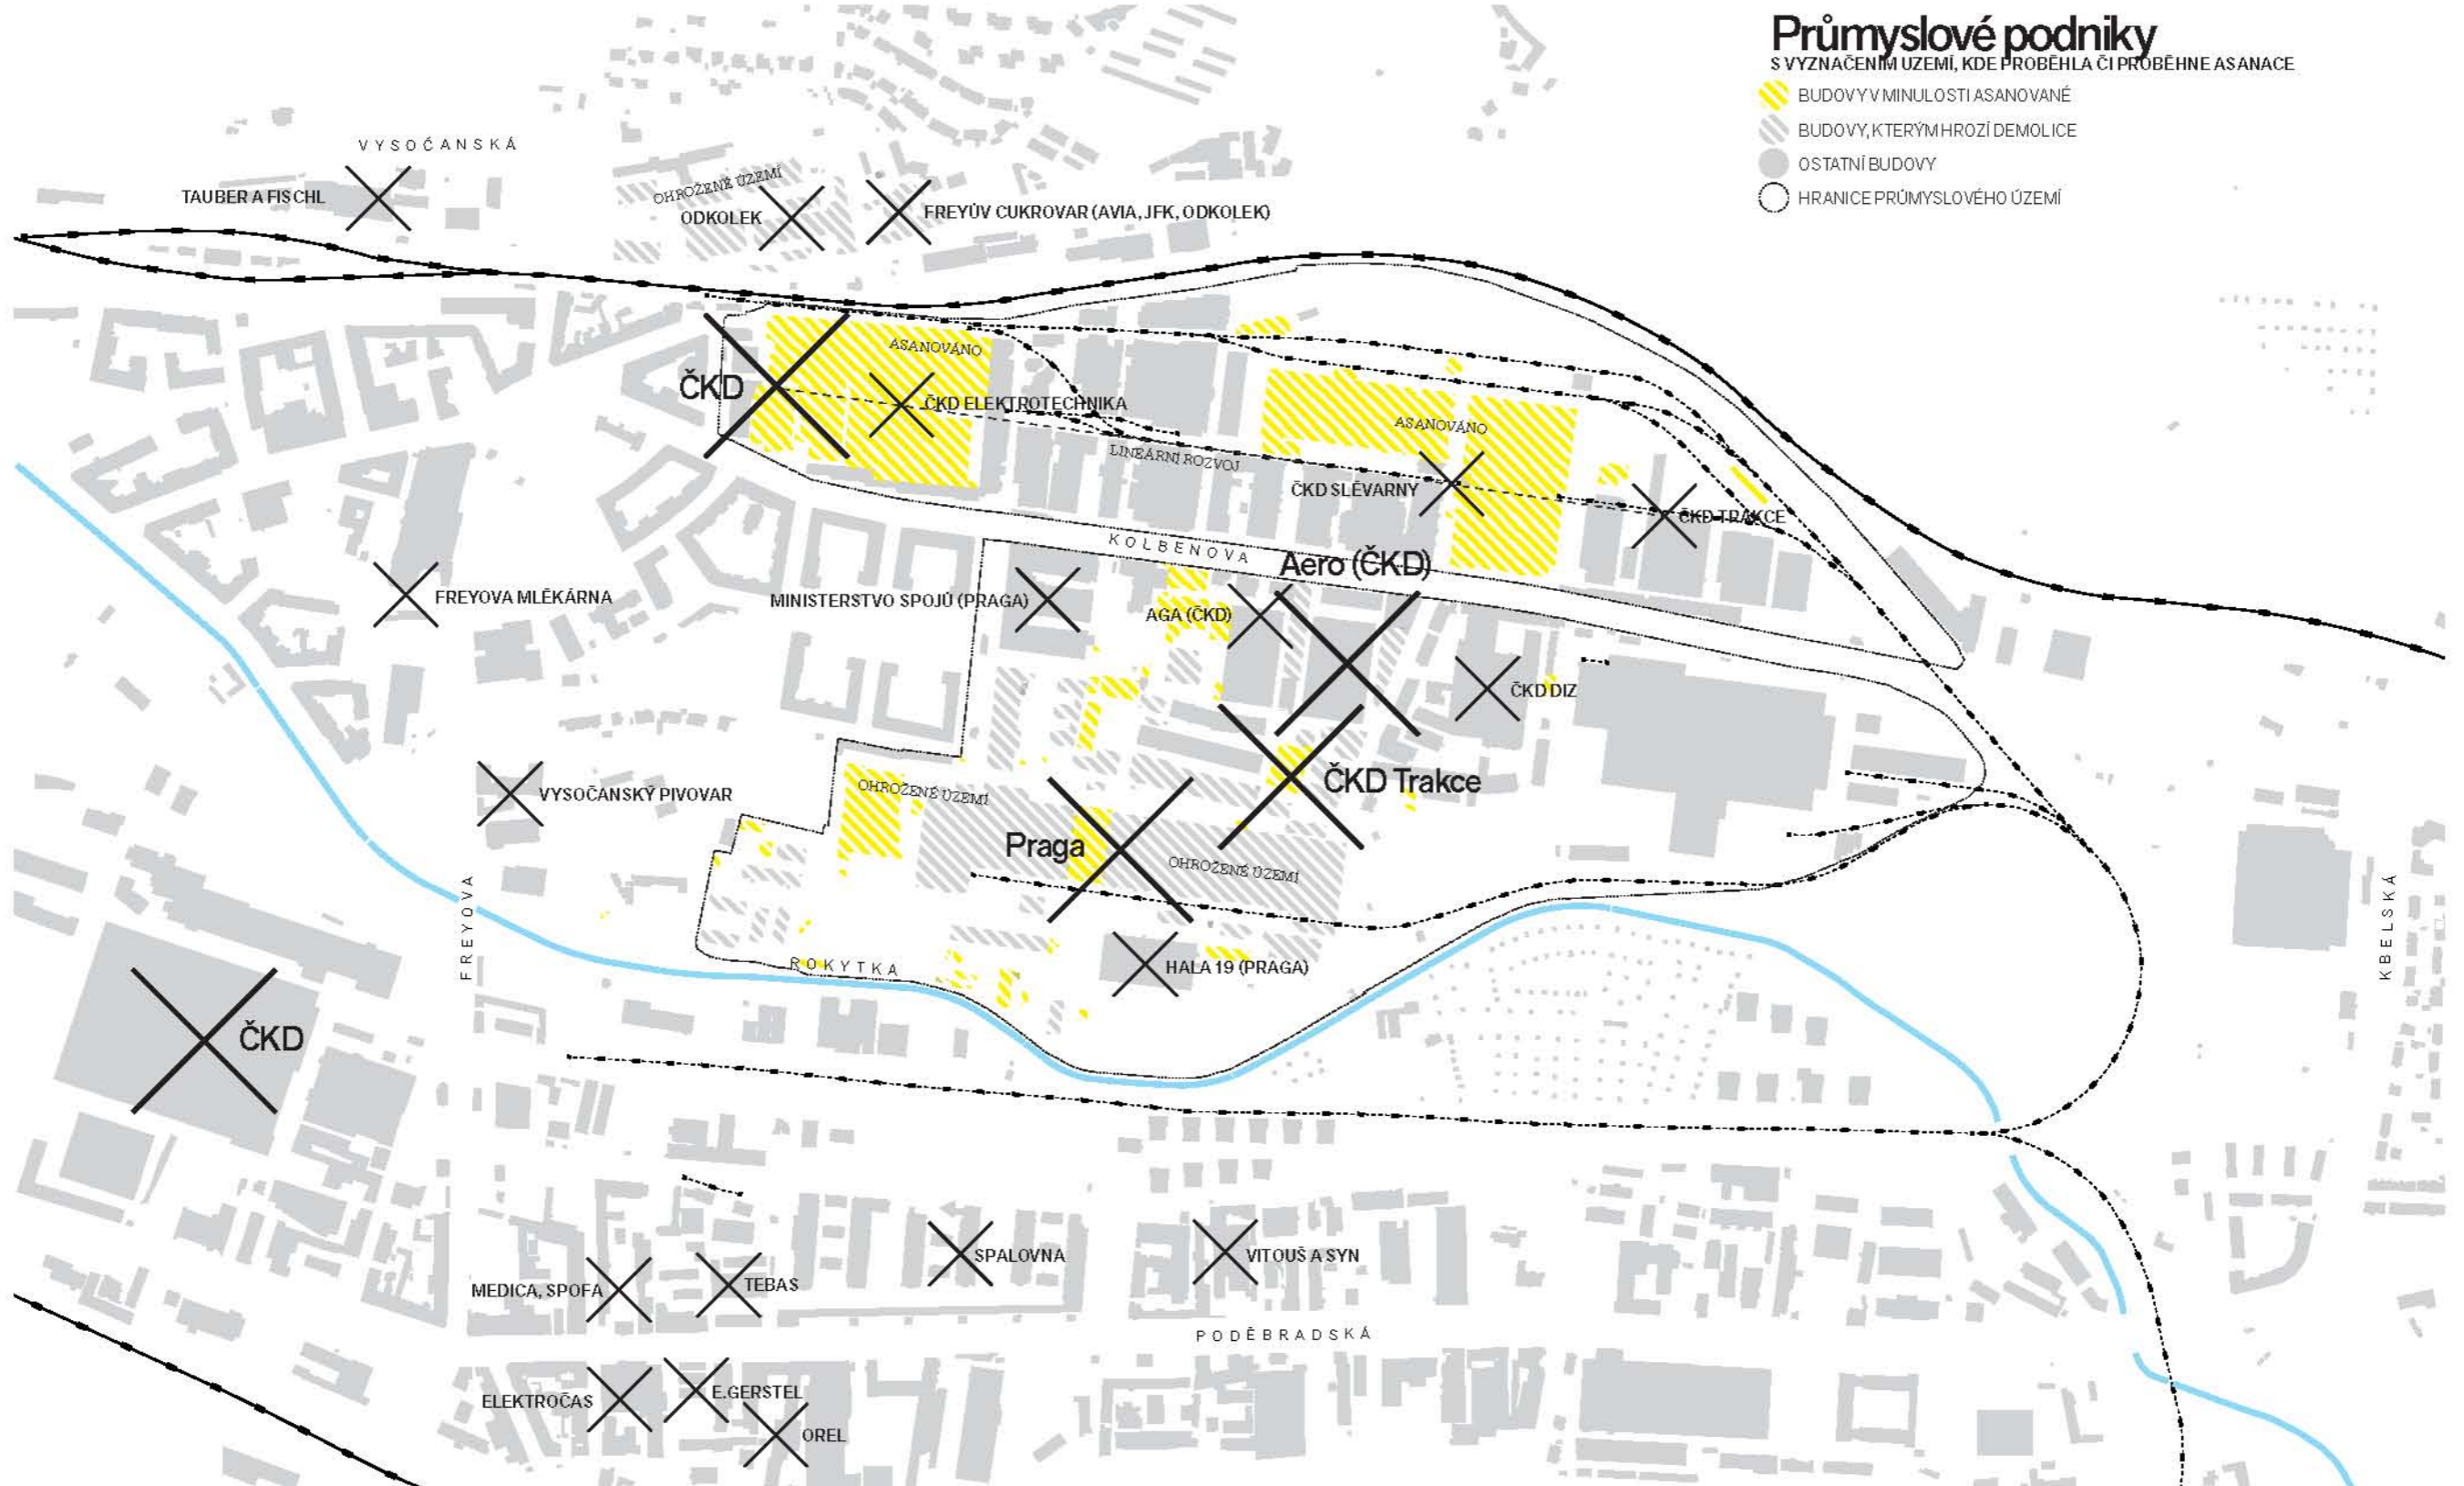 Průmyslové podniky
S VYZNAČENÍM ÚZEMÍ, KDE PROBĚHLA ČI PROBĚHNE ASANACE
BUDOVY V MINULOSTI ASANOVANÉ
BUDOVY, KTERÝM HROZÍ DEMOLICE
OSTATNÍ BUDOVY
HRANICE PRŮMYSLOVÉHO ÚZEMÍ
VYSOČANSKÁ
TAUBER A FISCHL
OHROŽENÉ ÚZEMÍ
ODKOLEK
FREYŮV CUKROVAR (AVIA, JFK, ODKOLEK)
ASANOVÁNO
ČKD
ČKD ELEKTROTECHNIKA
ASANOVÁNO
LINEÁRNÍ ROZVOJ
ČKD SLÉVARNY
ČKD TRAKCE
KOLBENOVA
Aero (ČKD)
FREYOVA MLÉKÁRNA
MINISTERSTVO SPOJŮ (PRAGA)
AGA (ČKD)
ČKD DIZ
VYSOČANSKÝ PIVOVAR
OHROŽENÉ ÚZEMÍ
ČKD Trakce
Praga
OHROŽENÉ ÚZEMÍ
FREYOVA
KBELSKÁ
ROKYTKA
HALA 19 (PRAGA)
ČKD
SPALOVNA
VITOUŠ A SYN
MEDICA, SPOFA
TEBAS
PODĚBRADSKÁ
ELEKTROČAS
E.GERSTEL
OREL